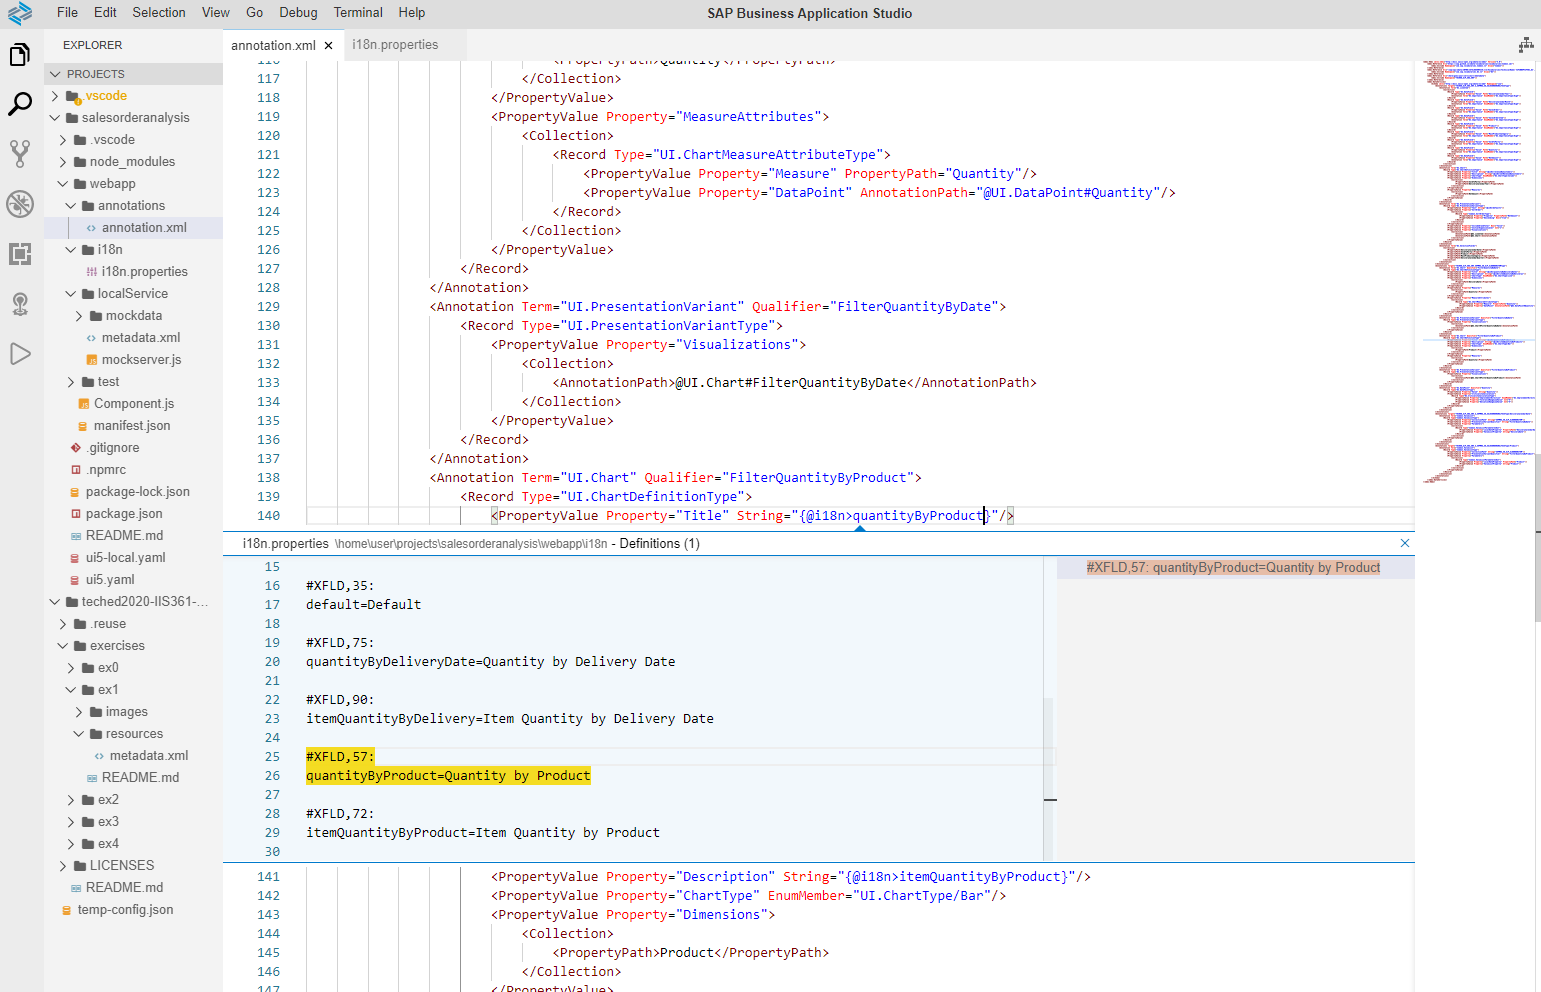 File Edit Selection View Go Debug Terminal Help
SAP Business Application Studio
EXPLORER
PROJECTS
.vscode
salesorderanalysis
.vscode
node_modules
webapp
annotations
annotation.xml
i18n
i18n.properties
localService
mockdata
metadata.xml
mockserver.js
test
Component.js
manifest.json
.gitignore
.npmrc
package-lock.json
package.json
README.md
ui5-local.yaml
ui5.yaml
teched2020-IIS361-...
.reuse
exercises
ex0
ex1
images
resources
metadata.xml
README.md
ex2
ex3
ex4
LICENSES
README.md
temp-config.json
annotation.xml × i18n.properties
116 <PropertyPath>Quantity</PropertyPath>
117 </Collection>
118 </PropertyValue>
119 <PropertyValue Property="MeasureAttributes">
120 <Collection>
121 <Record Type="UI.ChartMeasureAttributeType">
122 <PropertyValue Property="Measure" PropertyPath="Quantity"/>
123 <PropertyValue Property="DataPoint" AnnotationPath="@UI.DataPoint#Quantity"/>
124 </Record>
125 </Collection>
126 </PropertyValue>
127 </Record>
128 </Annotation>
129 <Annotation Term="UI.PresentationVariant" Qualifier="FilterQuantityByDate">
130 <Record Type="UI.PresentationVariantType">
131 <PropertyValue Property="Visualizations">
132 <Collection>
133 <AnnotationPath>@UI.Chart#FilterQuantityByDate</AnnotationPath>
134 </Collection>
135 </PropertyValue>
136 </Record>
137 </Annotation>
138 <Annotation Term="UI.Chart" Qualifier="FilterQuantityByProduct">
139 <Record Type="UI.ChartDefinitionType">
140 <PropertyValue Property="Title" String="{@i18n>quantityByProduct}"/>
i18n.properties \home\user\projects\salesorderanalysis\webapp\i18n - Definitions (1)
15
16 #XFLD,35:
17 default=Default
18
19 #XFLD,75:
20 quantityByDeliveryDate=Quantity by Delivery Date
21
22 #XFLD,90:
23 itemQuantityByDelivery=Item Quantity by Delivery Date
24
25 #XFLD,57:
26 quantityByProduct=Quantity by Product
27
28 #XFLD,72:
29 itemQuantityByProduct=Item Quantity by Product
30
#XFLD,57: quantityByProduct=Quantity by Product
141 <PropertyValue Property="Description" String="{@i18n>itemQuantityByProduct}"/>
142 <PropertyValue Property="ChartType" EnumMember="UI.ChartType/Bar"/>
143 <PropertyValue Property="Dimensions">
144 <Collection>
145 <PropertyPath>Product</PropertyPath>
146 </Collection>
147 </PropertyValue>